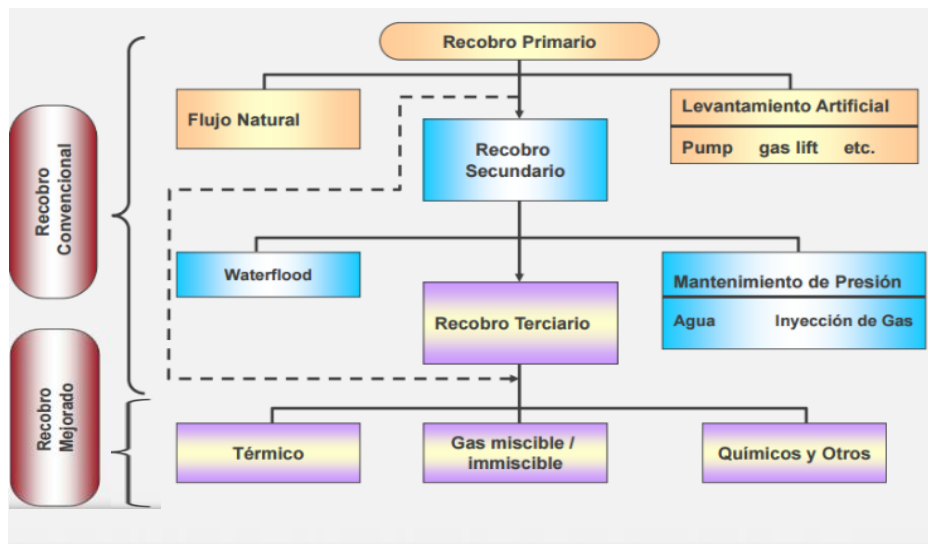 Recobro Primario
Flujo Natural
Levantamiento Artificial
Pump gas lift etc.
Recobro
Secundario
Recobro
Convencional
Waterflood
Mantenimiento de Presión
Agua Inyección de Gas
Recobro Terciario
Recobro
Mejorado
Térmico
Gas miscible /
immiscible
Químicos y Otros